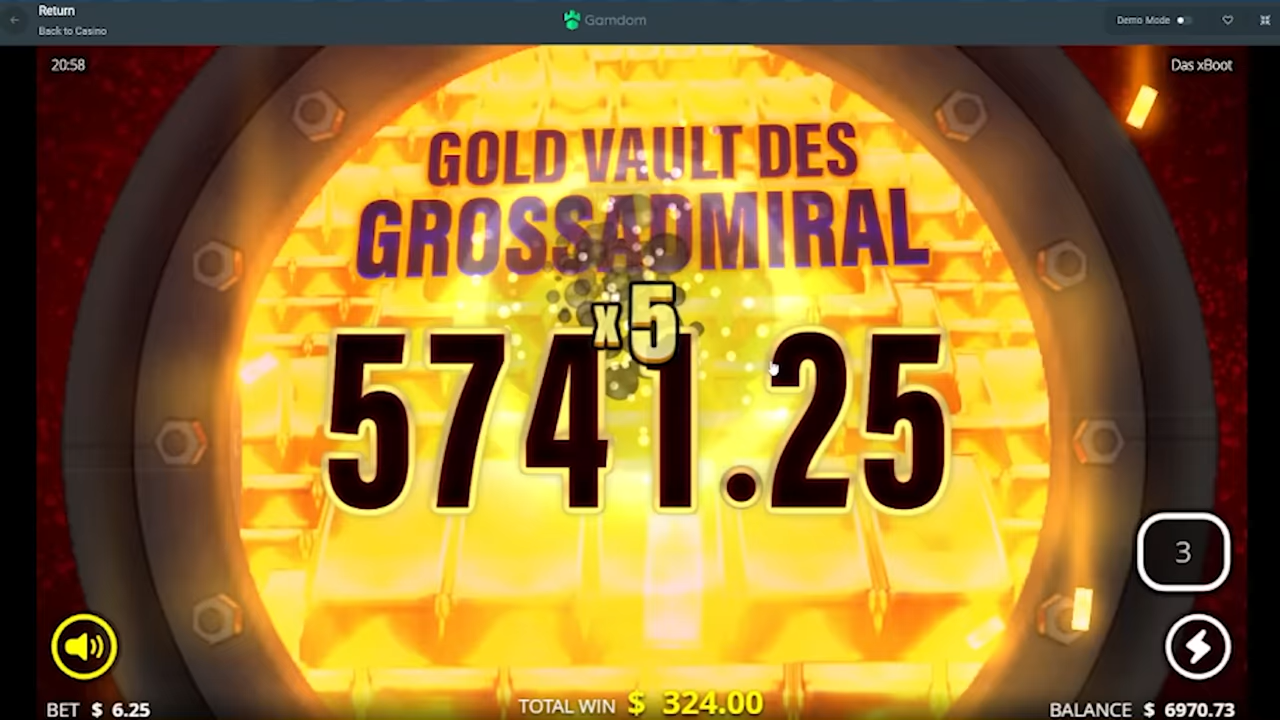 Return
Back to Casino
Gamdom
Demo Mode
20:58
Das xBoot
GOLD VAULT DES
GROSSADMIRAL
x5
5741.25
3
BET $ 6.25
TOTAL WIN $ 324.00
BALANCE $ 6970.73